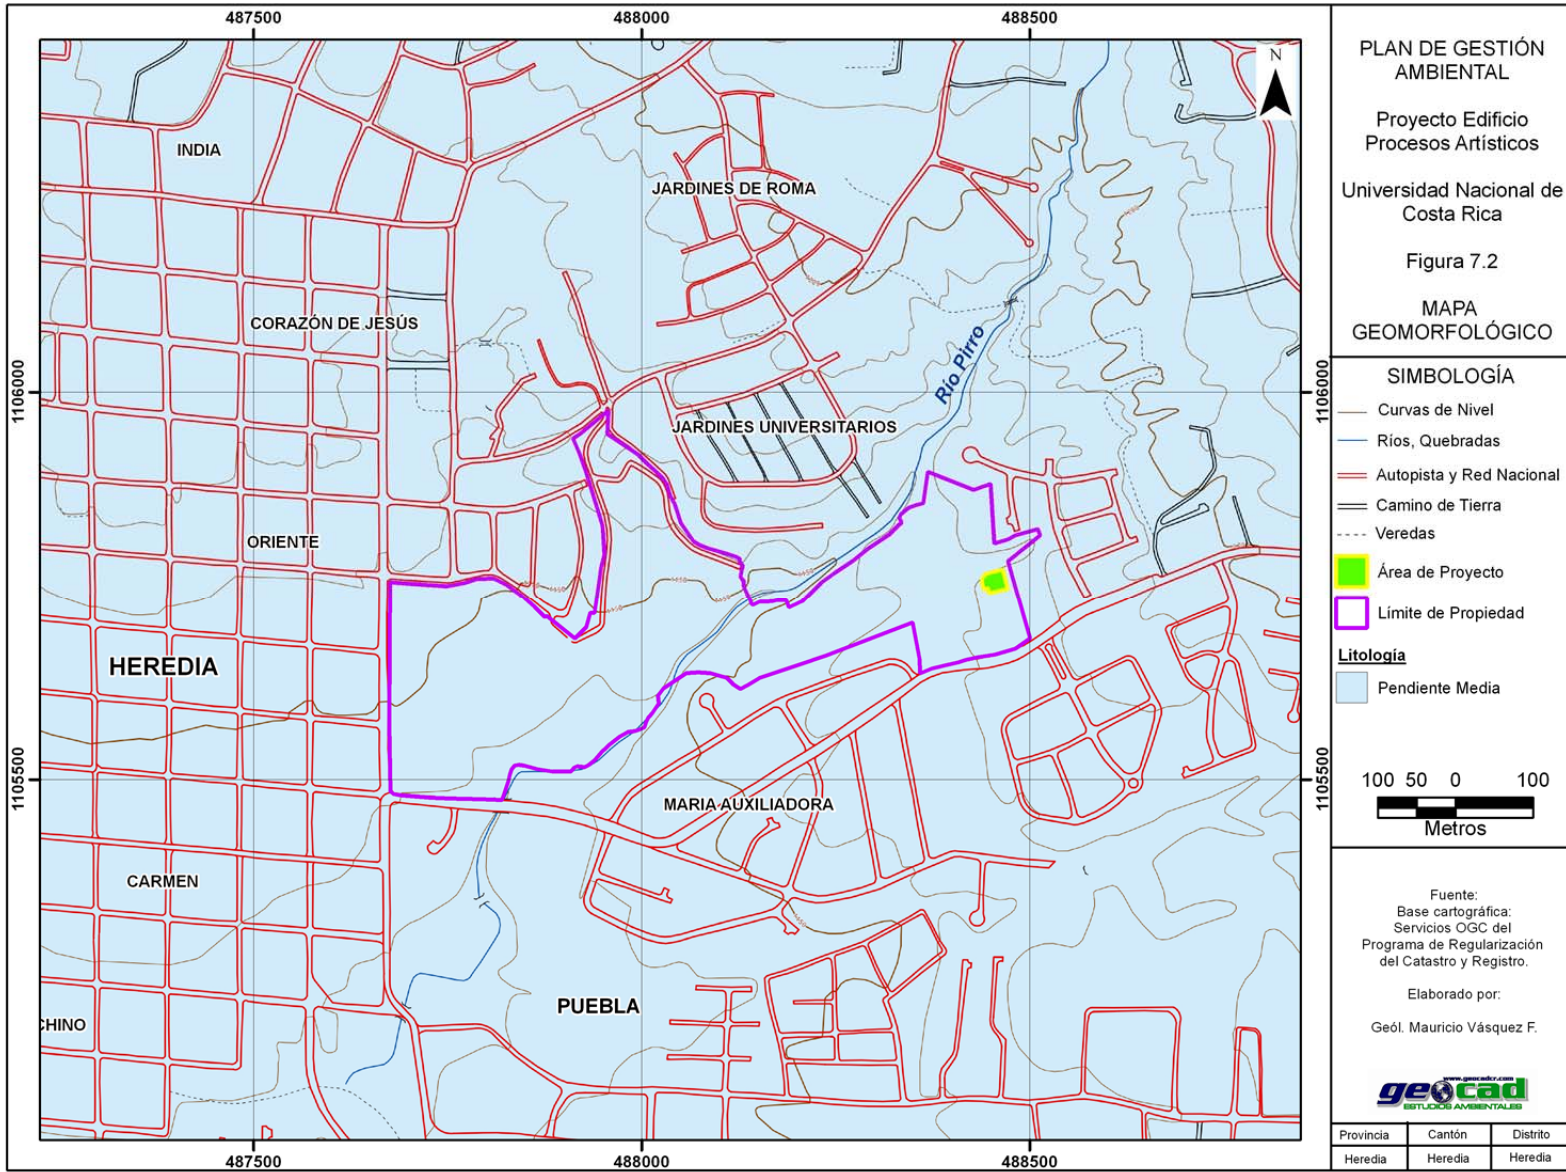 487500 488000 488500
INDIA
JARDINES DE ROMA
CORAZÓN DE JESÚS
Río Pirro
1106000 1106000
JARDINES UNIVERSITARIOS
ORIENTE
HEREDIA
1105500 1105500
MARIA AUXILIADORA
CARMEN
PUEBLA
CHINO
487500 488000 488500
N
PLAN DE GESTIÓN
AMBIENTAL
Proyecto Edificio
Procesos Artísticos
Universidad Nacional de
Costa Rica
Figura 7.2
MAPA
GEOMORFOLÓGICO
SIMBOLOGÍA
Curvas de Nivel
Ríos, Quebradas
Autopista y Red Nacional
Camino de Tierra
Veredas
Área de Proyecto
Límite de Propiedad
Litología
Pendiente Media
100 50 0 100
Metros
Fuente:
Base cartográfica:
Servicios OGC del
Programa de Regularización
del Catastro y Registro.
Elaborado por:
Geól. Mauricio Vásquez F.
www.geocadcr.com
geocad
ESTUDIOS AMBIENTALES
Provincia Cantón Distrito
Heredia Heredia Heredia